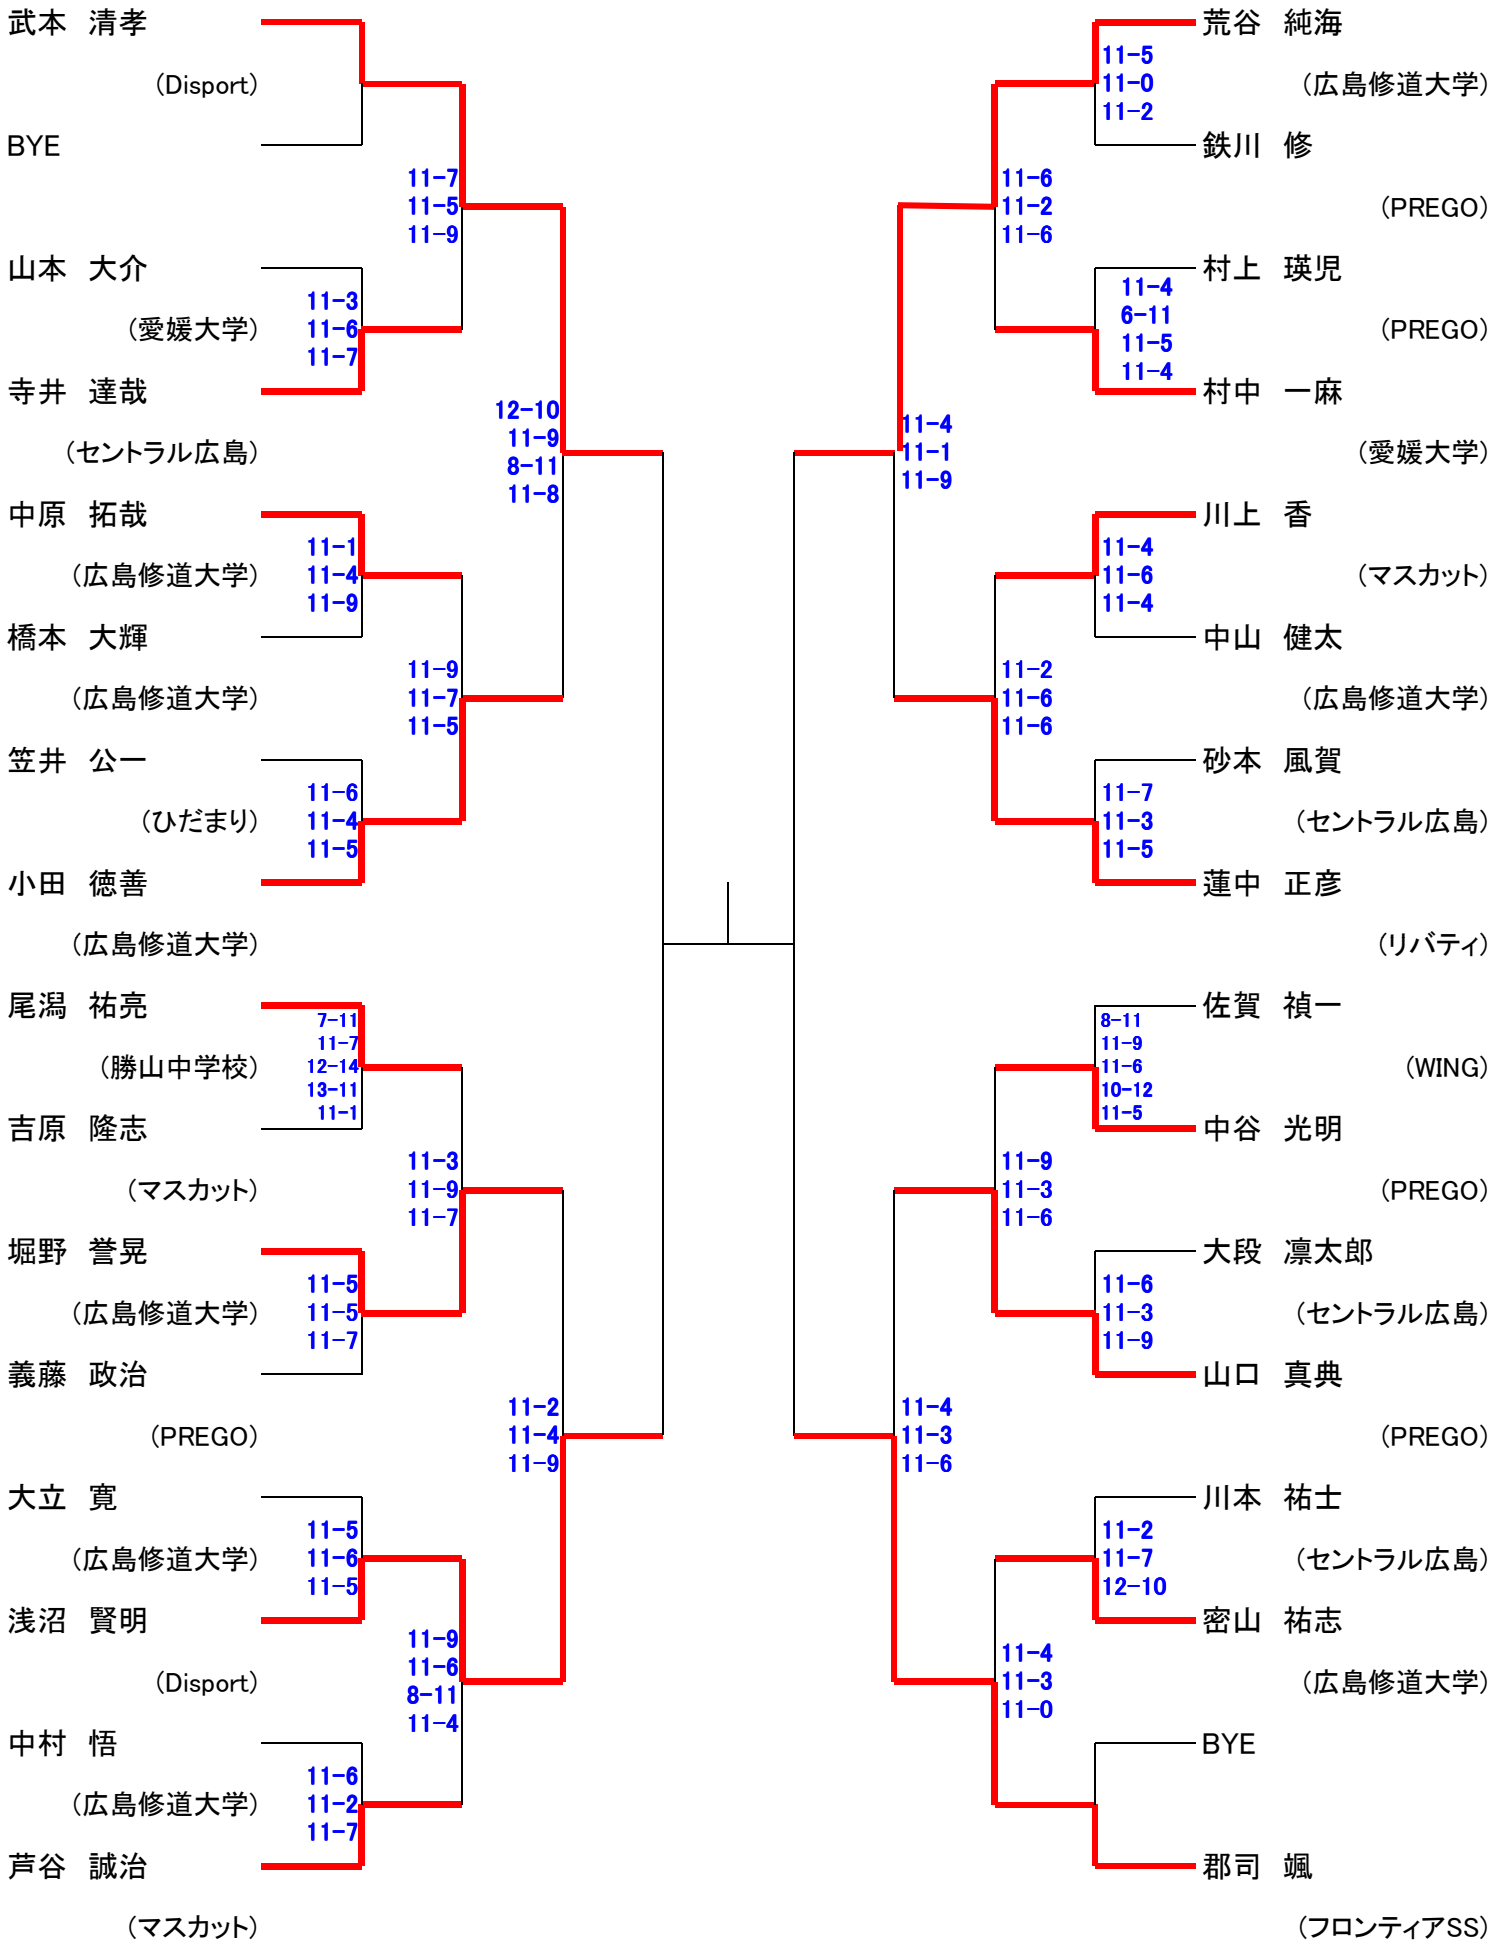 武本 清孝
(Disport)
BYE
11-7
11-5
11-9
山本 大介
11-3
(愛媛大学)
11-6
11-7
寺井 達哉
(セントラル広島)
12-10
11-9
8-11
11-8
中原 拓哉
11-1
(広島修道大学)
11-4
11-9
橋本 大輝
(広島修道大学)
11-9
11-7
11-5
笠井 公一
11-6
(ひだまり)
11-4
11-5
小田 徳善
(広島修道大学)
尾潟 祐亮
7-11
11-7
(勝山中学校)
12-14
13-11
11-1
吉原 隆志
(マスカット)
11-3
11-9
11-7
堀野 誉晃
11-5
(広島修道大学)
11-5
11-7
義藤 政治
(PREGO)
11-2
11-4
11-9
大立 寛
11-5
(広島修道大学)
11-6
11-5
浅沼 賢明
(Disport)
11-9
11-6
8-11
11-4
中村 悟
11-6
(広島修道大学)
11-2
11-7
芦谷 誠治
(マスカット)
荒谷 純海
11-5
11-0
11-2
(広島修道大学)
鉄川 修
11-6
11-2
11-6
(PREGO)
村上 瑛児
11-4
6-11
11-5
11-4
(PREGO)
村中 一麻
11-4
11-1
11-9
(愛媛大学)
川上 香
11-4
11-6
11-4
(マスカット)
中山 健太
11-2
11-6
11-6
(広島修道大学)
砂本 風賀
11-7
11-3
11-5
(セントラル広島)
蓮中 正彦
(リバティ)
佐賀 禎一
8-11
11-9
11-6
10-12
11-5
(WING)
中谷 光明
11-9
11-3
11-6
(PREGO)
大段 凛太郎
11-6
11-3
11-9
(セントラル広島)
山口 真典
11-4
11-3
11-6
(PREGO)
川本 祐士
11-2
11-7
12-10
(セントラル広島)
密山 祐志
11-4
11-3
11-0
(広島修道大学)
BYE
郡司 颯
(フロンティアSS)